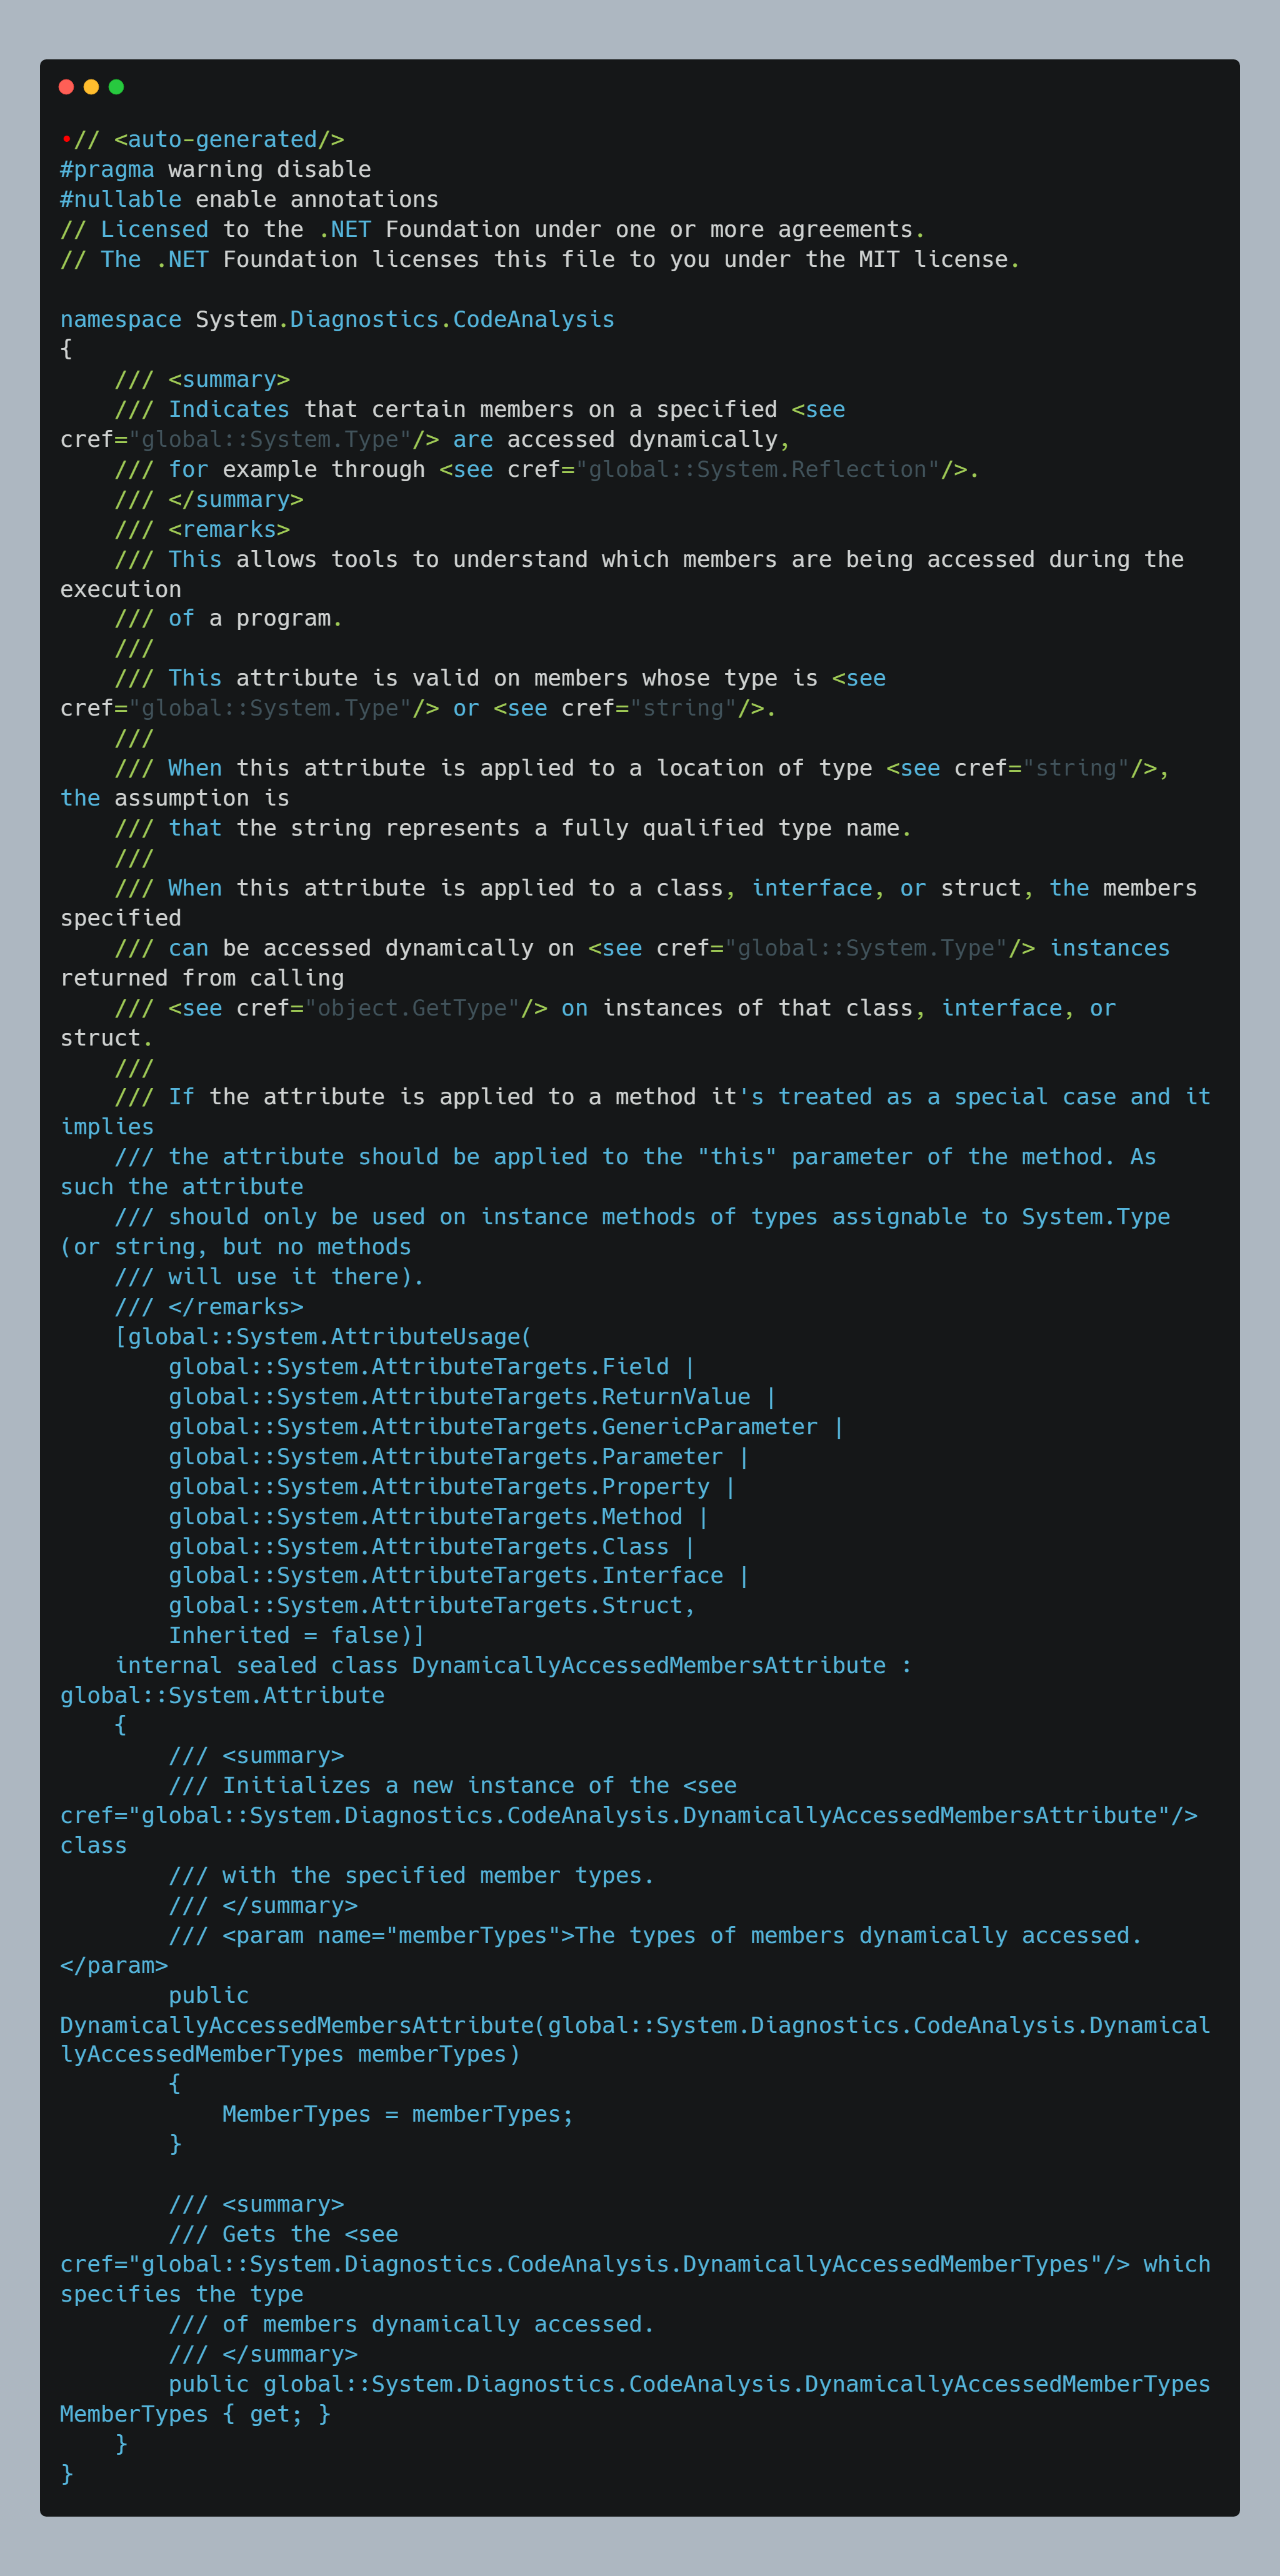 •// <auto-generated/>
#pragma warning disable
#nullable enable annotations
// Licensed to the .NET Foundation under one or more agreements.
// The .NET Foundation licenses this file to you under the MIT license.

namespace System.Diagnostics.CodeAnalysis
{
    /// <summary>
    /// Indicates that certain members on a specified <see
cref="global::System.Type"/> are accessed dynamically,
    /// for example through <see cref="global::System.Reflection"/>.
    /// </summary>
    /// <remarks>
    /// This allows tools to understand which members are being accessed during the
execution
    /// of a program.
    ///
    /// This attribute is valid on members whose type is <see
cref="global::System.Type"/> or <see cref="string"/>.
    ///
    /// When this attribute is applied to a location of type <see cref="string"/>,
the assumption is
    /// that the string represents a fully qualified type name.
    ///
    /// When this attribute is applied to a class, interface, or struct, the members
specified
    /// can be accessed dynamically on <see cref="global::System.Type"/> instances
returned from calling
    /// <see cref="object.GetType"/> on instances of that class, interface, or
struct.
    ///
    /// If the attribute is applied to a method it's treated as a special case and it
implies
    /// the attribute should be applied to the "this" parameter of the method. As
such the attribute
    /// should only be used on instance methods of types assignable to System.Type
(or string, but no methods
    /// will use it there).
    /// </remarks>
    [global::System.AttributeUsage(
        global::System.AttributeTargets.Field |
        global::System.AttributeTargets.ReturnValue |
        global::System.AttributeTargets.GenericParameter |
        global::System.AttributeTargets.Parameter |
        global::System.AttributeTargets.Property |
        global::System.AttributeTargets.Method |
        global::System.AttributeTargets.Class |
        global::System.AttributeTargets.Interface |
        global::System.AttributeTargets.Struct,
        Inherited = false)]
    internal sealed class DynamicallyAccessedMembersAttribute :
global::System.Attribute
    {
        /// <summary>
        /// Initializes a new instance of the <see
cref="global::System.Diagnostics.CodeAnalysis.DynamicallyAccessedMembersAttribute"/>
class
        /// with the specified member types.
        /// </summary>
        /// <param name="memberTypes">The types of members dynamically accessed.
</param>
        public
DynamicallyAccessedMembersAttribute(global::System.Diagnostics.CodeAnalysis.Dynamical
lyAccessedMemberTypes memberTypes)
        {
            MemberTypes = memberTypes;
        }

        /// <summary>
        /// Gets the <see
cref="global::System.Diagnostics.CodeAnalysis.DynamicallyAccessedMemberTypes"/> which
specifies the type
        /// of members dynamically accessed.
        /// </summary>
        public global::System.Diagnostics.CodeAnalysis.DynamicallyAccessedMemberTypes
MemberTypes { get; }
    }
}